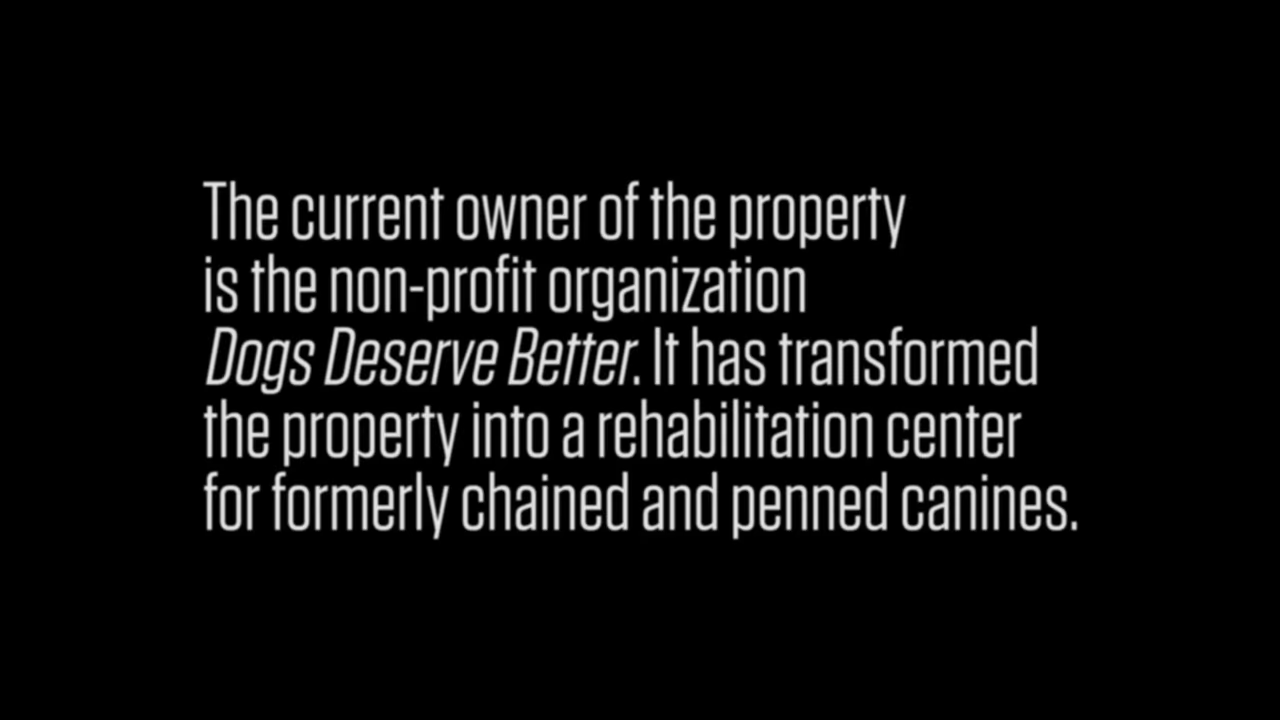 The current owner of the property
is the non-profit organization
Dogs Deserve Better. It has transformed
the property into a rehabilitation center
for formerly chained and penned canines.